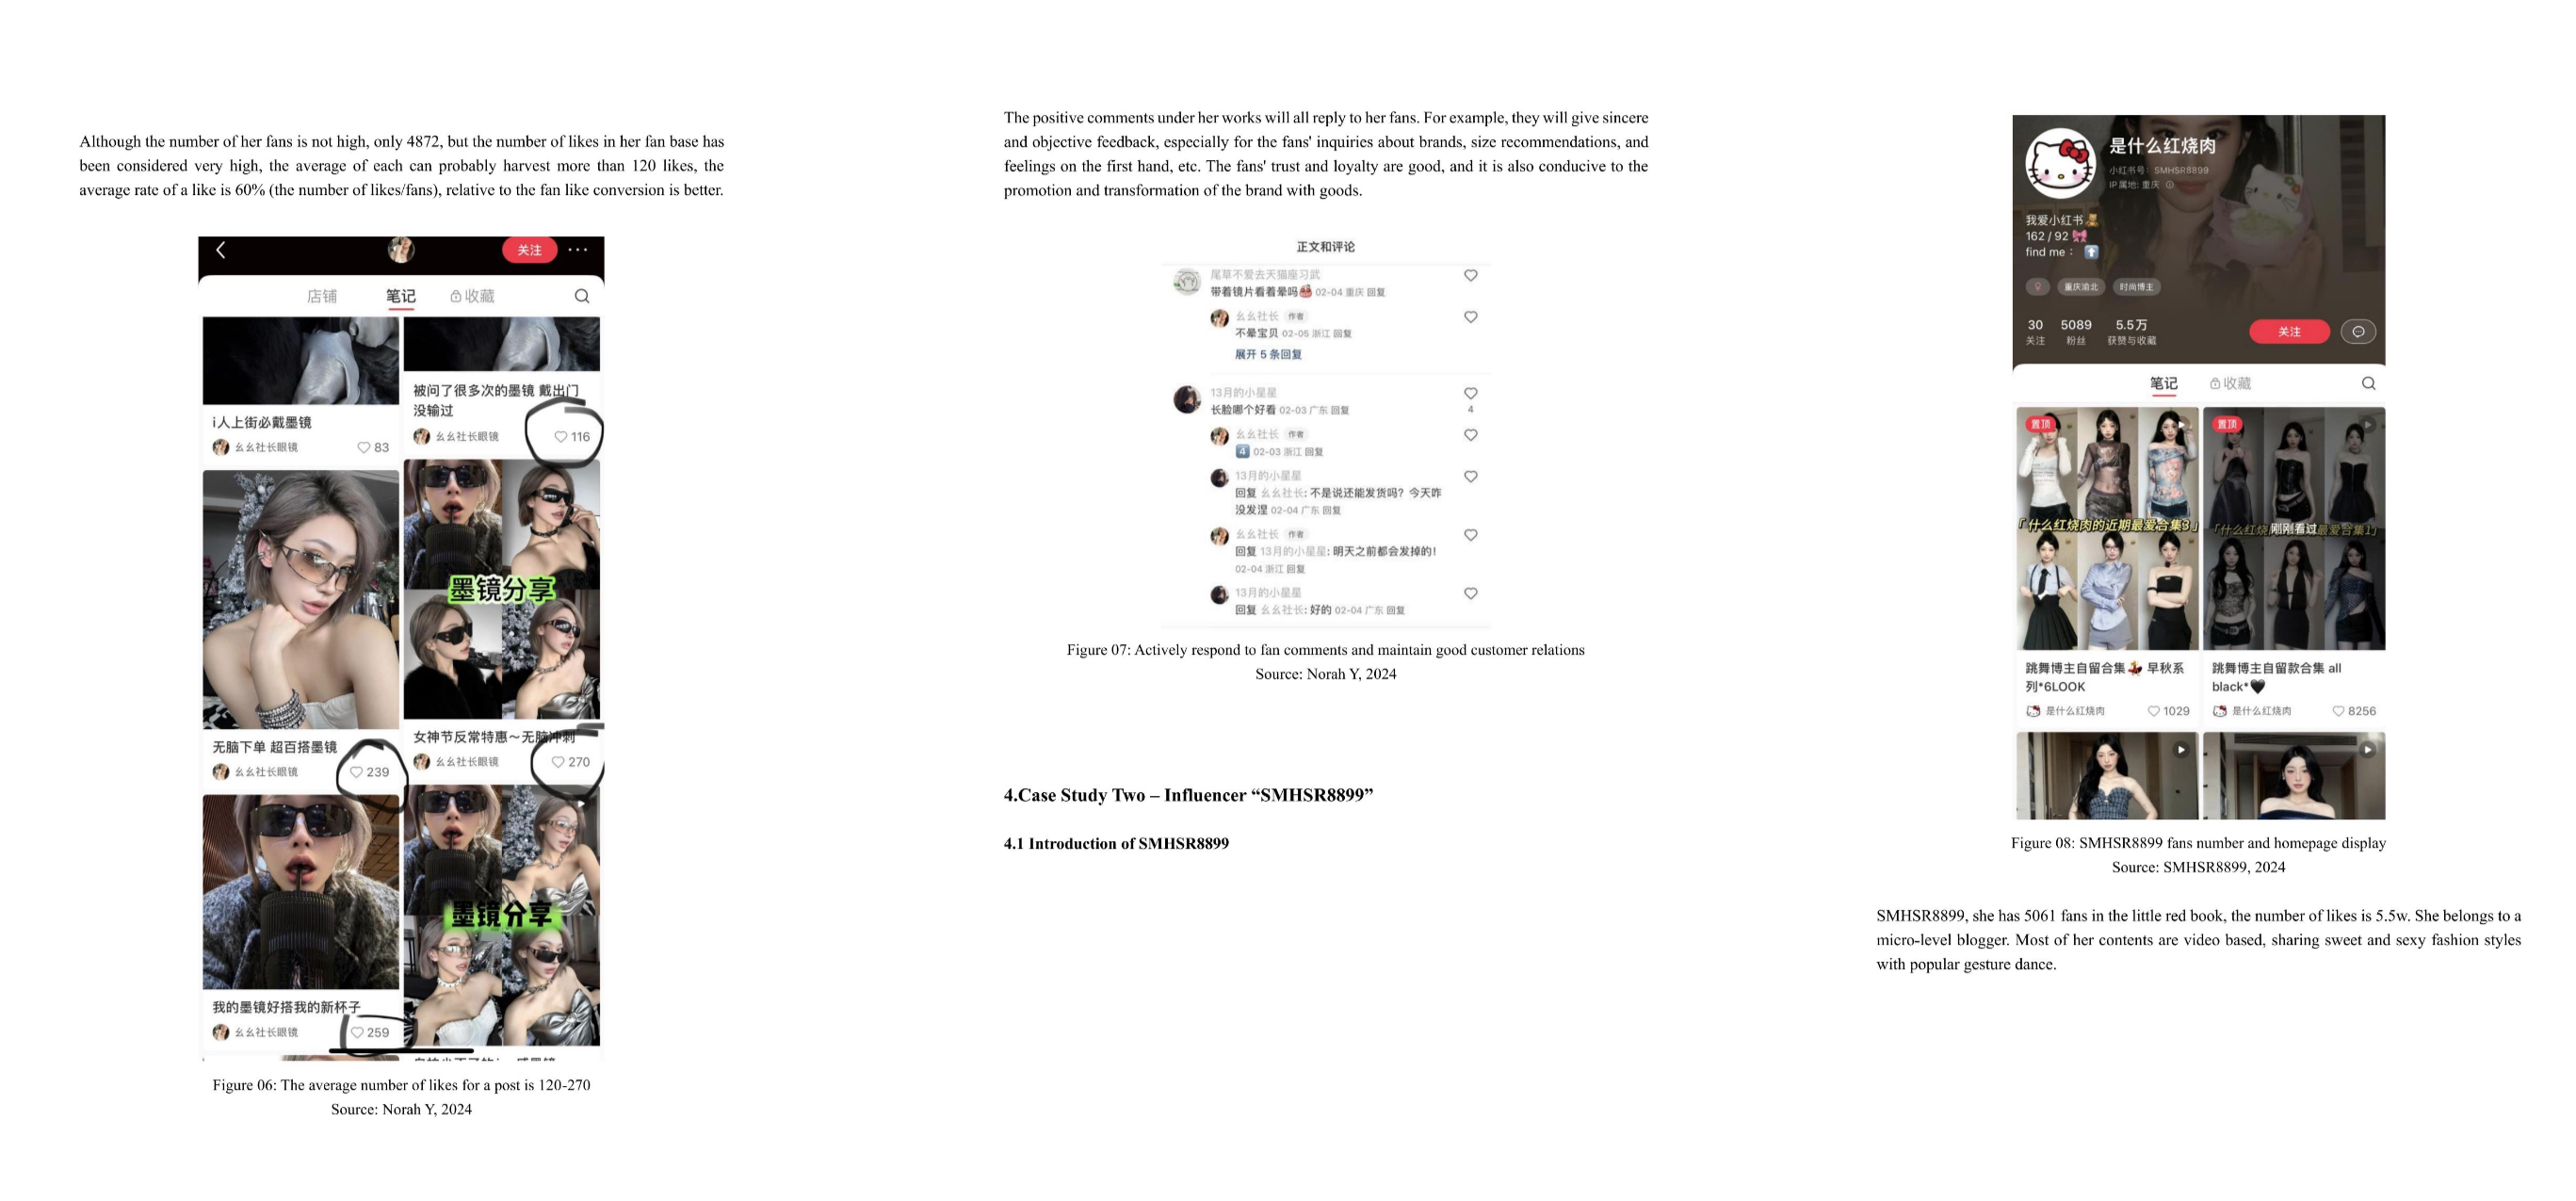 Although the number of her fans is not high, only 4872, but the number of likes in her fan base has
been considered very high, the average of each can probably harvest more than 120 likes, the
average rate of a like is 60% (the number of likes/fans), relative to the fan like conversion is better.
关注
店铺 笔记 收藏
i人上街必戴墨镜
幺幺社长眼镜 83
被问了很多次的墨镜 戴出门
没输过
幺幺社长眼镜 116
墨镜分享
无脑下单 超百搭墨镜
幺幺社长眼镜 239
女神节反常特惠~无脑冲刺
幺幺社长眼镜 270
墨镜分享
我的墨镜好搭我的新杯子
幺幺社长眼镜 259
Figure 06: The average number of likes for a post is 120-270
Source: Norah Y, 2024
The positive comments under her works will all reply to her fans. For example, they will give sincere
and objective feedback, especially for the fans' inquiries about brands, size recommendations, and
feelings on the first hand, etc. The fans' trust and loyalty are good, and it is also conducive to the
promotion and transformation of the brand with goods.
正文和评论
尾草不爱去天猫座习武
带着镜片看着晕吗 02-04 重庆 回复
幺幺社长 作者
不晕宝贝 02-05 浙江 回复
展开 5 条回复
13月的小星星
长脸哪个好看 02-03 广东 回复
4
幺幺社长 作者
4 02-03 浙江 回复
13月的小星星
回复 幺幺社长: 不是说还能发货吗? 今天咋
没发涅 02-04 广东 回复
幺幺社长 作者
回复 13月的小星星: 明天之前都会发掉的!
02-04 浙江 回复
13月的小星星
回复 幺幺社长: 好的 02-04 广东 回复
Figure 07: Actively respond to fan comments and maintain good customer relations
Source: Norah Y, 2024
4.Case Study Two – Influencer “SMHSR8899”
4.1 Introduction of SMHSR8899
是什么红烧肉
小红书号: SMHSR8899
IP属地: 重庆
我爱小红书
162 / 92
find me :
重庆渝北 时尚博主
30 5089 5.5万
关注 粉丝 获赞与收藏
关注
笔记 收藏
置顶
「什么红烧肉的近期最爱合集3」
跳舞博主自留合集 早秋系
列*6LOOK
是什么红烧肉 1029
置顶
刚刚看过
跳舞博主自留款合集 all
black*
是什么红烧肉 8256
Figure 08: SMHSR8899 fans number and homepage display
Source: SMHSR8899, 2024
SMHSR8899, she has 5061 fans in the little red book, the number of likes is 5.5w. She belongs to a
micro-level blogger. Most of her contents are video based, sharing sweet and sexy fashion styles
with popular gesture dance.